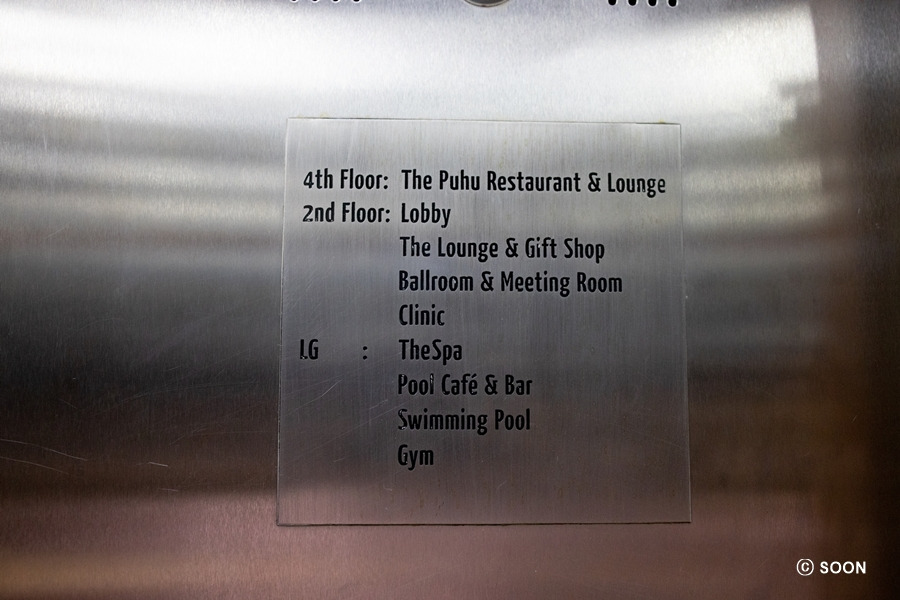 4th Floor: The Puhu Restaurant & Lounge
2nd Floor: Lobby
The Lounge & Gift Shop
Ballroom & Meeting Room
Clinic
LG : TheSpa
Pool Café & Bar
Swimming Pool
Gym
© SOON